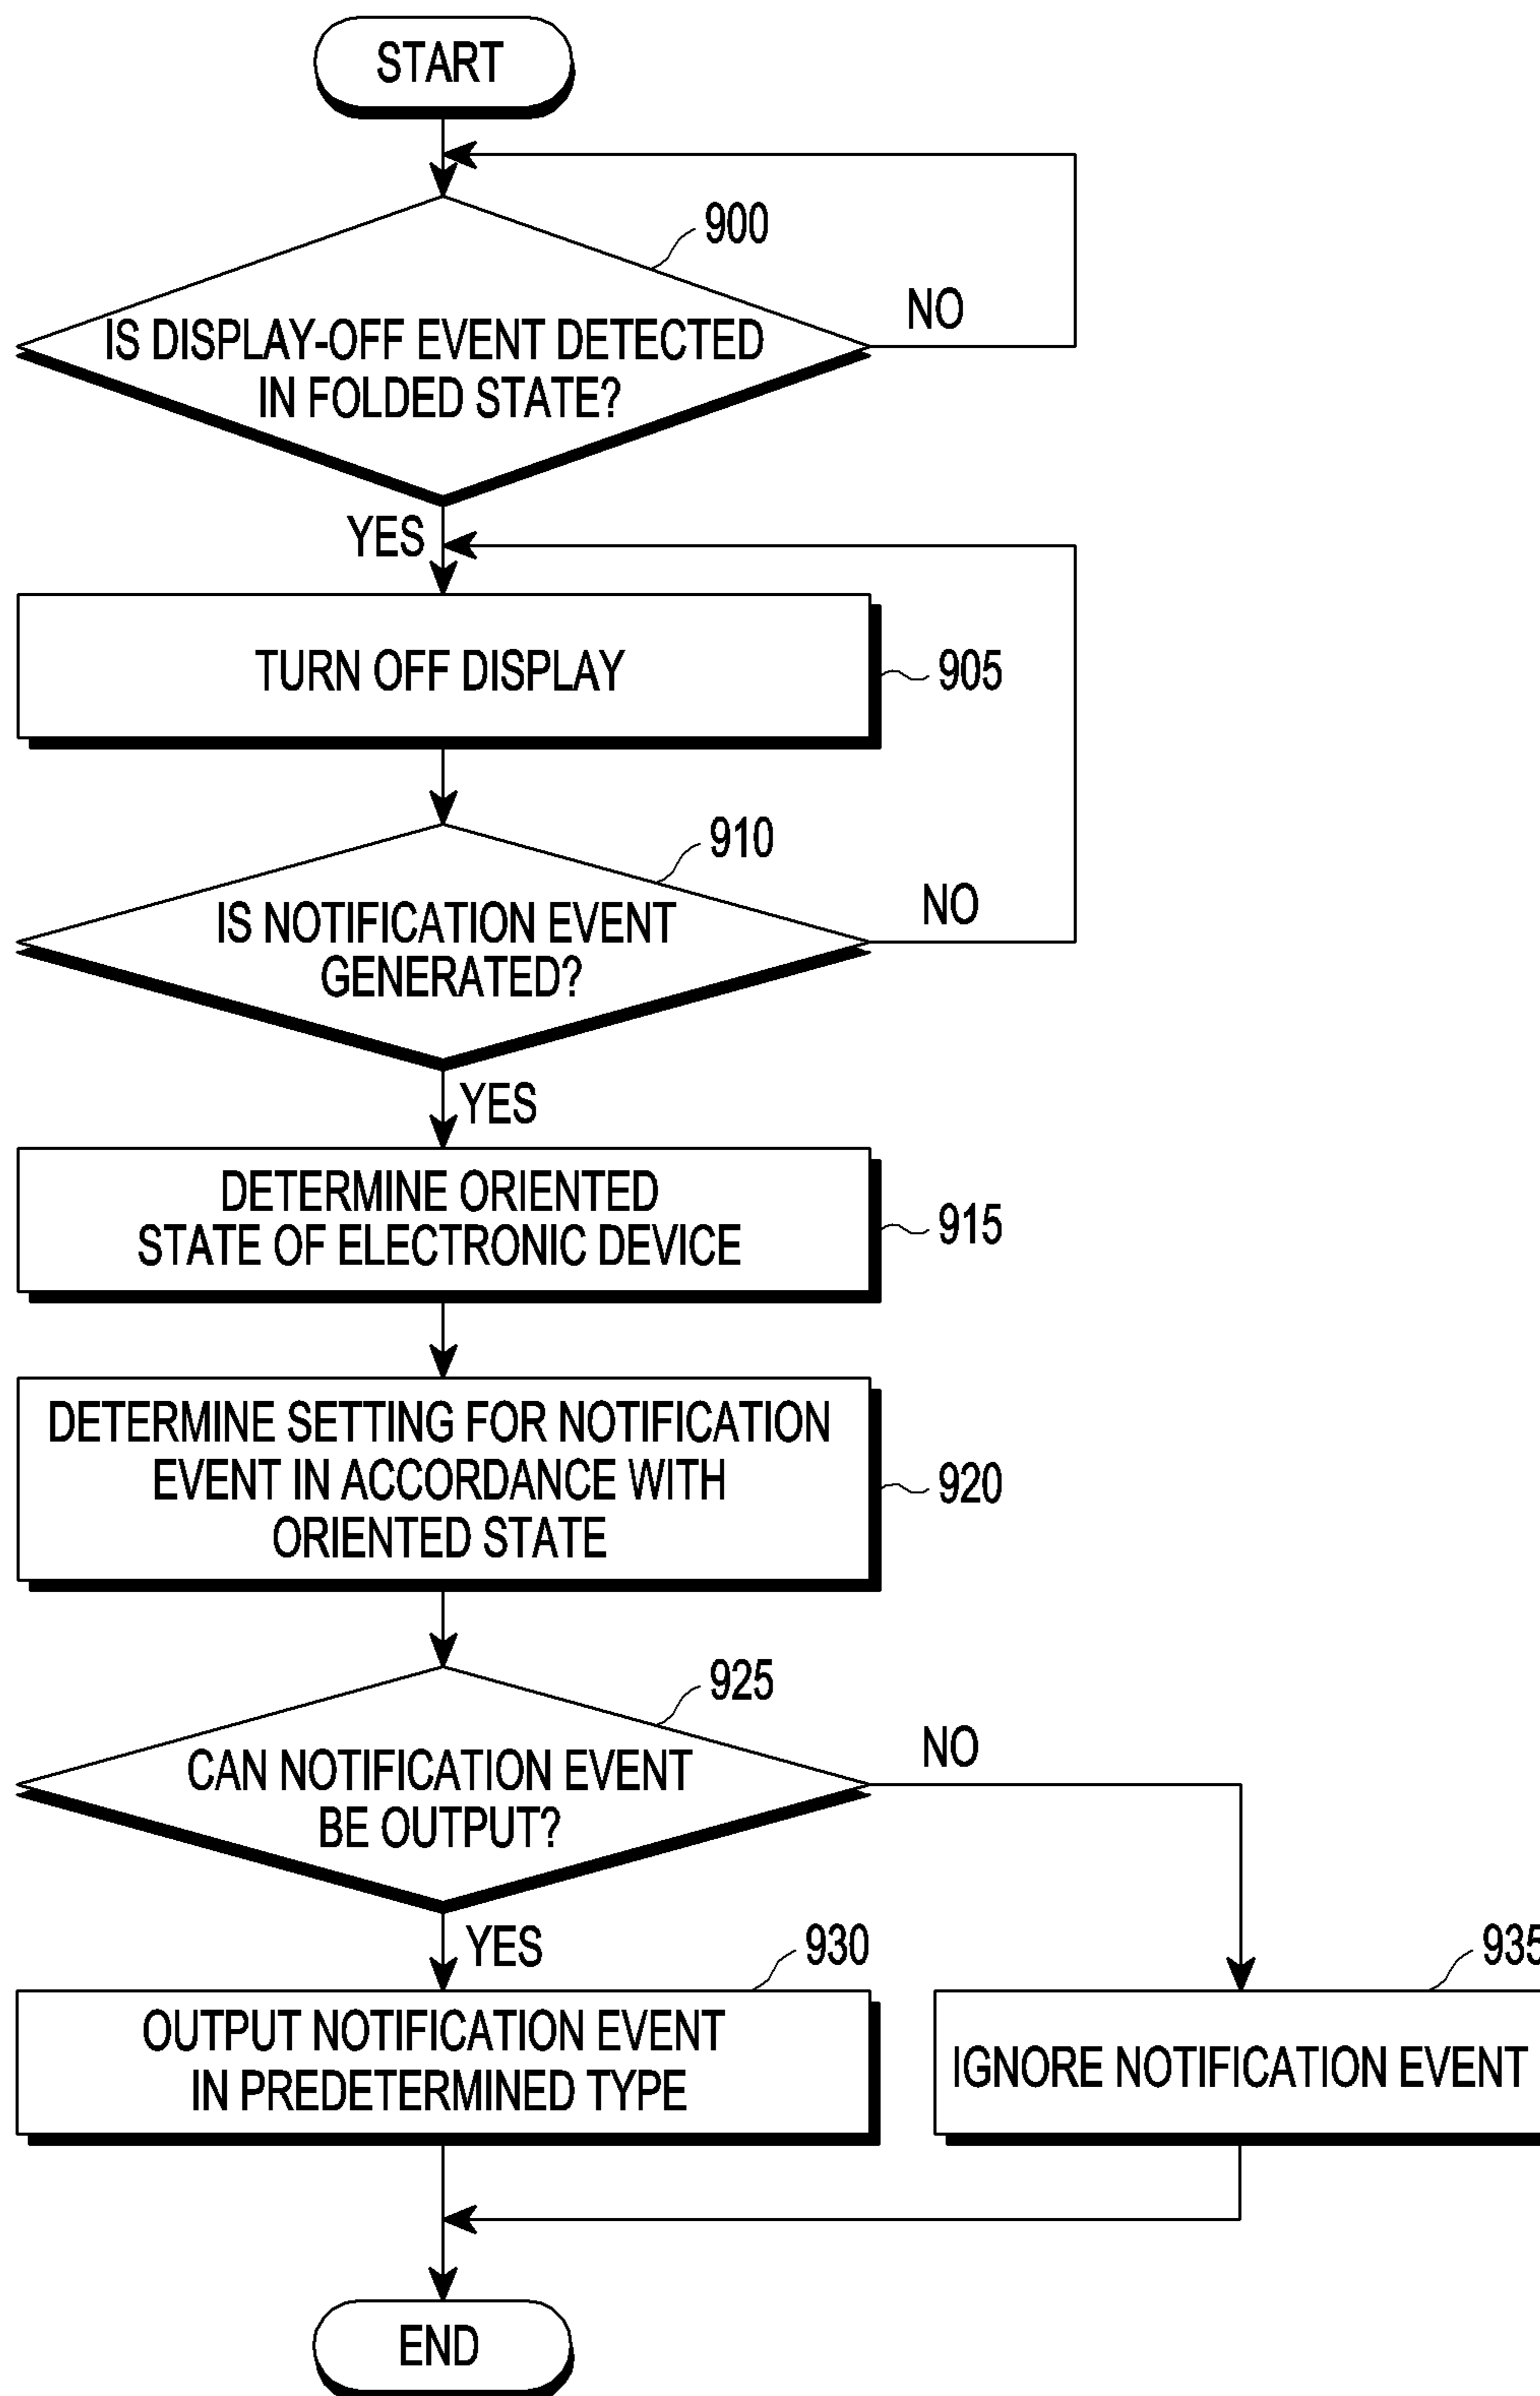 START
900
NO
IS DISPLAY-OFF EVENT DETECTED
IN FOLDED STATE?
YES
TURN OFF DISPLAY
905
910
NO
IS NOTIFICATION EVENT
GENERATED?
YES
DETERMINE ORIENTED
STATE OF ELECTRONIC DEVICE
915
DETERMINE SETTING FOR NOTIFICATION
EVENT IN ACCORDANCE WITH
ORIENTED STATE
920
925
NO
CAN NOTIFICATION EVENT
BE OUTPUT?
YES
930
935
OUTPUT NOTIFICATION EVENT
IN PREDETERMINED TYPE
IGNORE NOTIFICATION EVENT
END